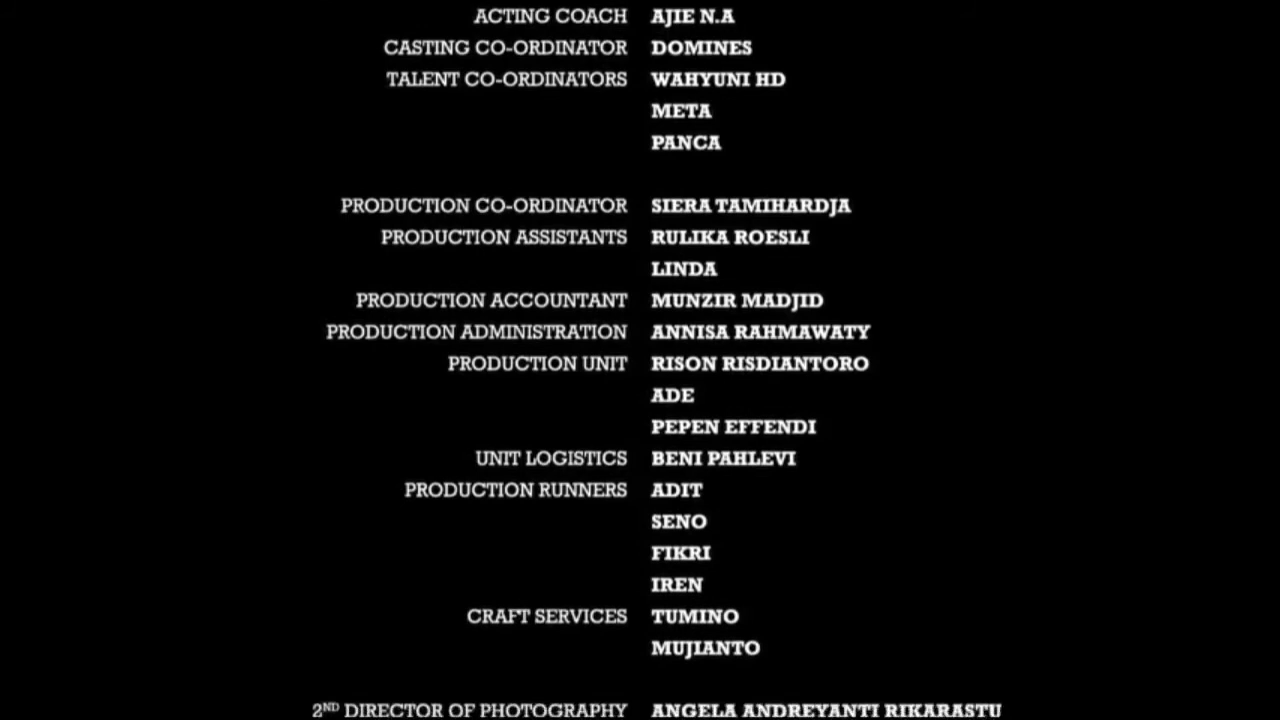 ACTING COACH AJIE N.A
CASTING CO-ORDINATOR DOMINES
TALENT CO-ORDINATORS WAHYUNI HD
META
PANCA
PRODUCTION CO-ORDINATOR SIERA TAMIHARDJA
PRODUCTION ASSISTANTS RULIKA ROESLI
LINDA
PRODUCTION ACCOUNTANT MUNZIR MADJID
PRODUCTION ADMINISTRATION ANNISA RAHMAWATY
PRODUCTION UNIT RISON RISDIANTORO
ADE
PEPEN EFFENDI
UNIT LOGISTICS BENI PAHLEVI
PRODUCTION RUNNERS ADIT
SENO
FIKRI
IREN
CRAFT SERVICES TUMINO
MUJIANTO
2ND DIRECTOR OF PHOTOGRAPHY ANGELA ANDREYANTI RIKARASTU